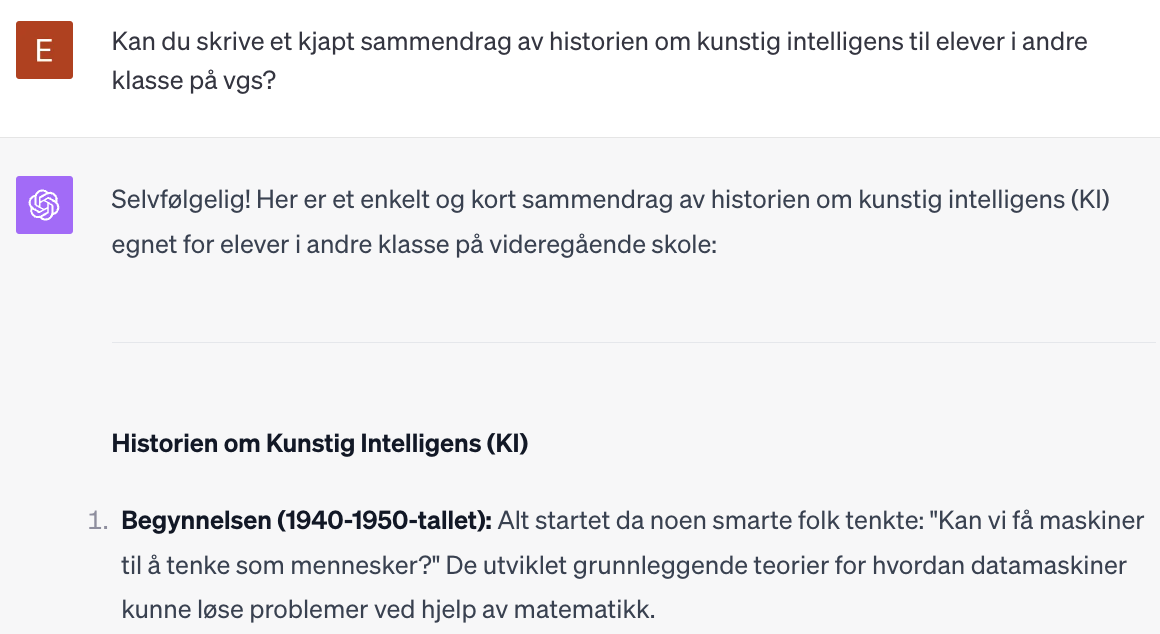 E
Kan du skrive et kjapt sammendrag av historien om kunstig intelligens til elever i andre
klasse på vgs?
Selvfølgelig! Her er et enkelt og kort sammendrag av historien om kunstig intelligens (KI)
egnet for elever i andre klasse på videregående skole:
Historien om Kunstig Intelligens (KI)
1. Begynnelsen (1940-1950-tallet): Alt startet da noen smarte folk tenkte: "Kan vi få maskiner
til å tenke som mennesker?" De utviklet grunnleggende teorier for hvordan datamaskiner
kunne løse problemer ved hjelp av matematikk.